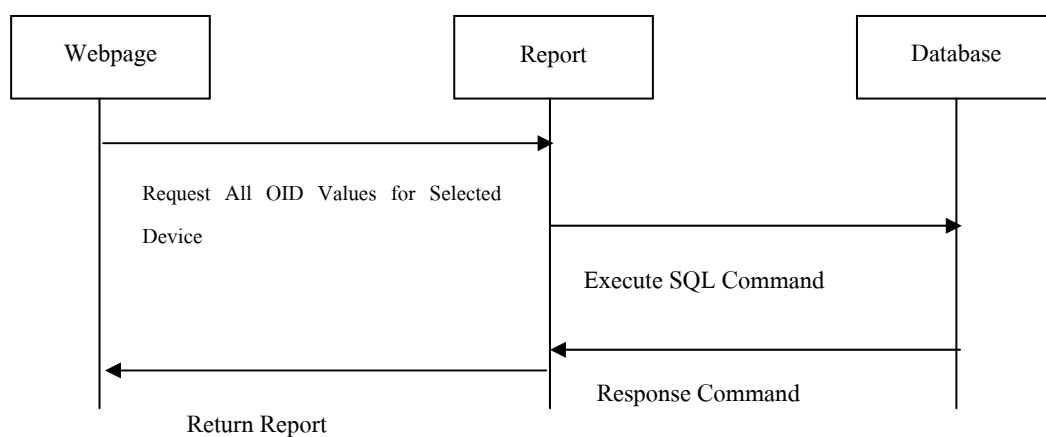 Webpage
Report
Database
Request All OID Values for Selected
Device
Execute SQL Command
Response Command
Return Report